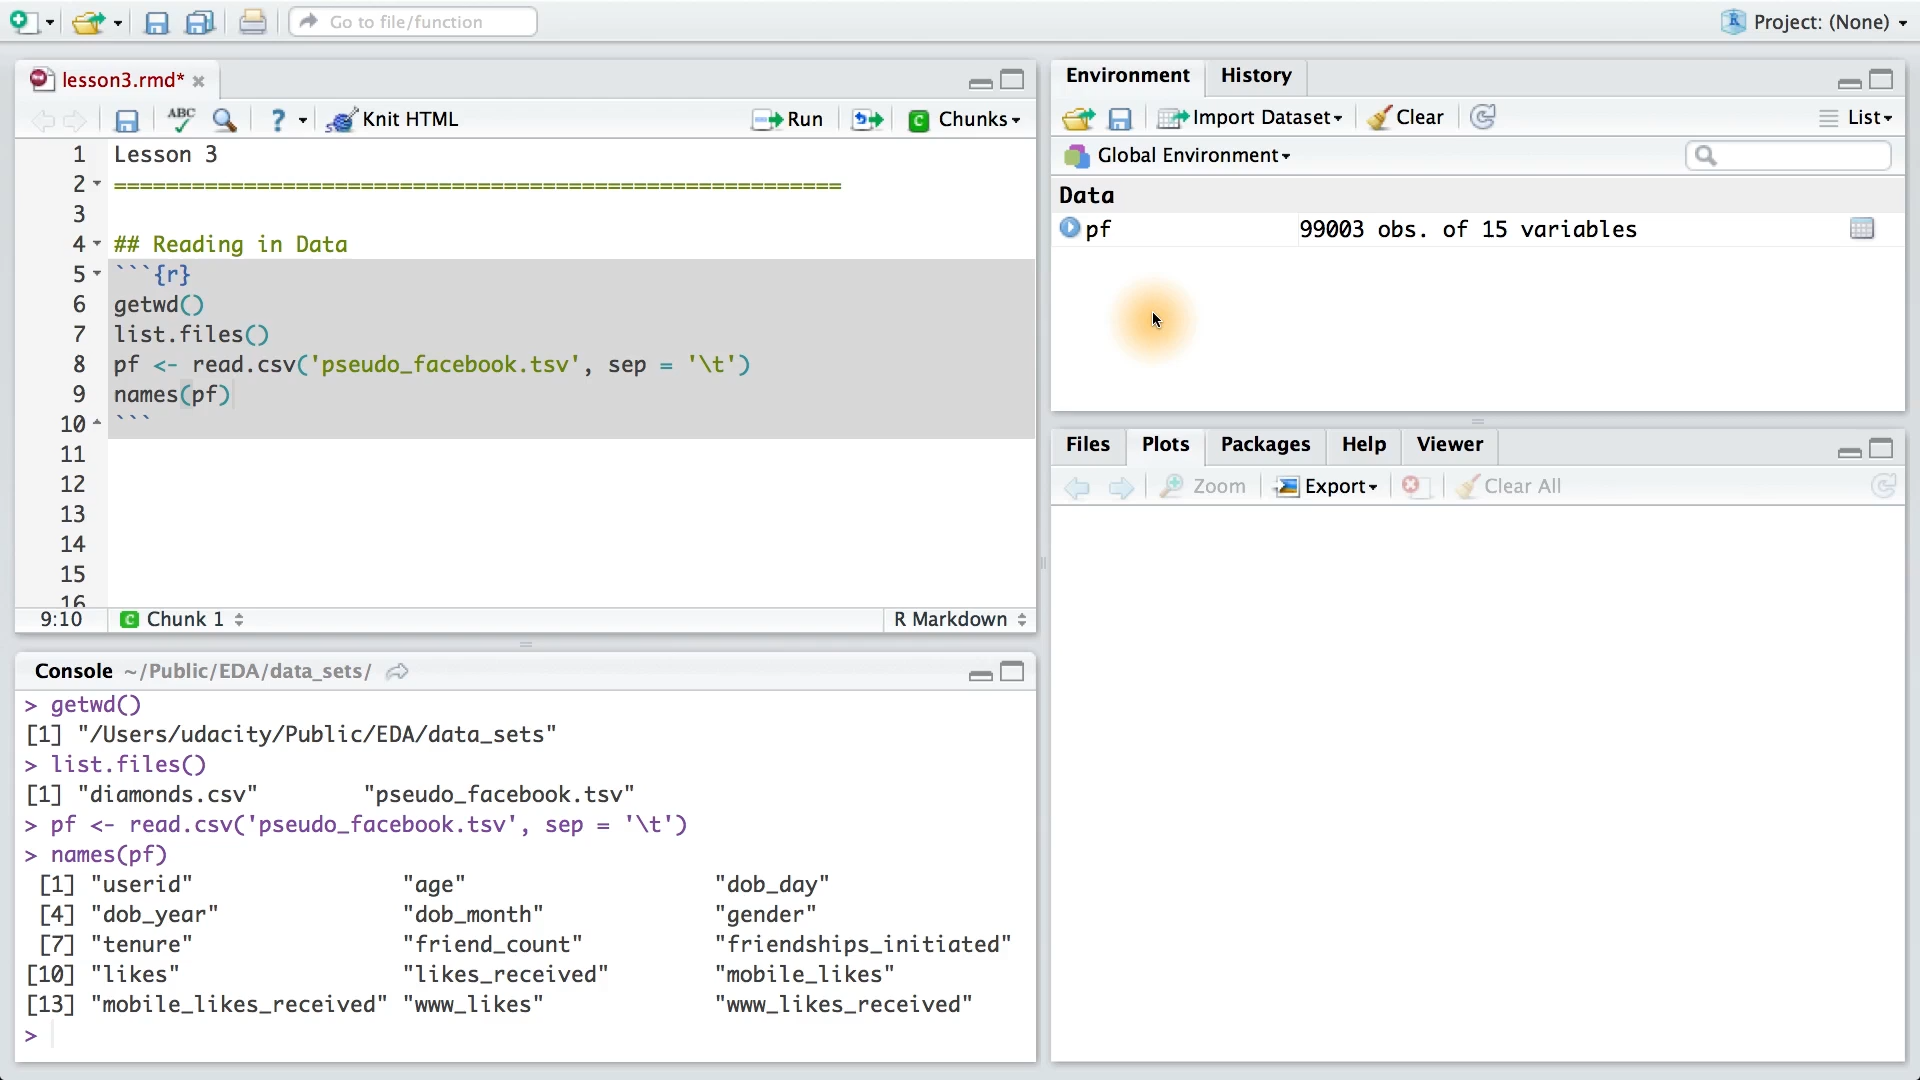 Go to file/function
Project: (None)
lesson3.rmd*
ABC
?
Knit HTML
Run
Chunks
1 Lesson 3
2 ========================================================
3
4 ## Reading in Data
5 ```{r}
6 getwd()
7 list.files()
8 pf <- read.csv('pseudo_facebook.tsv', sep = '\t')
9 names(pf)
10 ```
11
12
13
14
15
16
9:10 Chunk 1 R Markdown
Console ~/Public/EDA/data_sets/
> getwd()
[1] "/Users/udacity/Public/EDA/data_sets"
> list.files()
[1] "diamonds.csv" "pseudo_facebook.tsv"
> pf <- read.csv('pseudo_facebook.tsv', sep = '\t')
> names(pf)
[1] "userid" "age" "dob_day"
[4] "dob_year" "dob_month" "gender"
[7] "tenure" "friend_count" "friendships_initiated"
[10] "likes" "likes_received" "mobile_likes"
[13] "mobile_likes_received" "www_likes" "www_likes_received"
>
Environment History
Import Dataset Clear List
Global Environment
Data
pf 99003 obs. of 15 variables
Files Plots Packages Help Viewer
Zoom Export Clear All